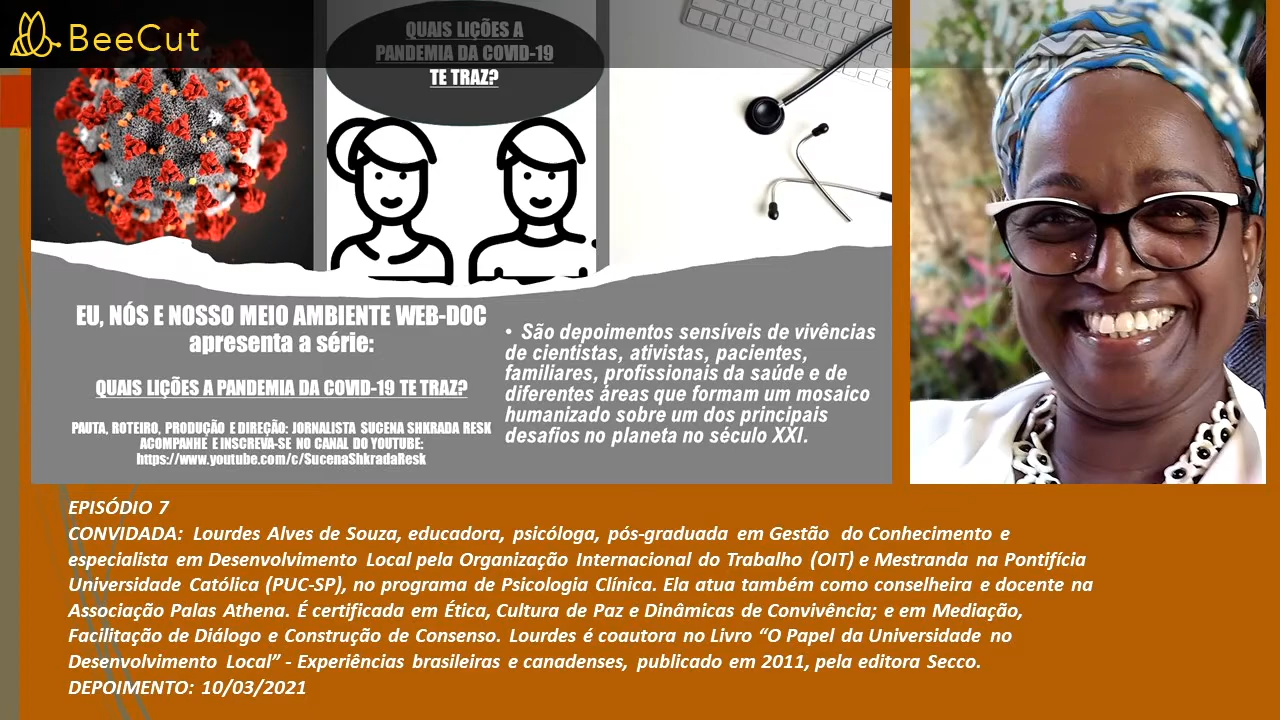 BeeCut
QUAIS LIÇÕES A
PANDEMIA DA COVID-19
TE TRAZ?
EU, NÓS E NOSSO MEIO AMBIENTE WEB-DOC
apresenta a série:
QUAIS LIÇÕES A PANDEMIA DA COVID-19 TE TRAZ?
PAUTA, ROTEIRO, PRODUÇÃO E DIREÇÃO: JORNALISTA SUCENA SHKRADA RESK
ACOMPANHE E INSCREVA-SE NO CANAL DO YOUTUBE:
https://www.youtube.com/c/SucenaShkradaResk
• São depoimentos sensíveis de vivências
de cientistas, ativistas, pacientes,
familiares, profissionais da saúde e de
diferentes áreas que formam um mosaico
humanizado sobre um dos principais
desafios no planeta no século XXI.
EPISÓDIO 7
CONVIDADA: Lourdes Alves de Souza, educadora, psicóloga, pós-graduada em Gestão do Conhecimento e
especialista em Desenvolvimento Local pela Organização Internacional do Trabalho (OIT) e Mestranda na Pontifícia
Universidade Católica (PUC-SP), no programa de Psicologia Clínica. Ela atua também como conselheira e docente na
Associação Palas Athena. É certificada em Ética, Cultura de Paz e Dinâmicas de Convivência; e em Mediação,
Facilitação de Diálogo e Construção de Consenso. Lourdes é coautora no Livro “O Papel da Universidade no
Desenvolvimento Local” - Experiências brasileiras e canadenses, publicado em 2011, pela editora Secco.
DEPOIMENTO: 10/03/2021